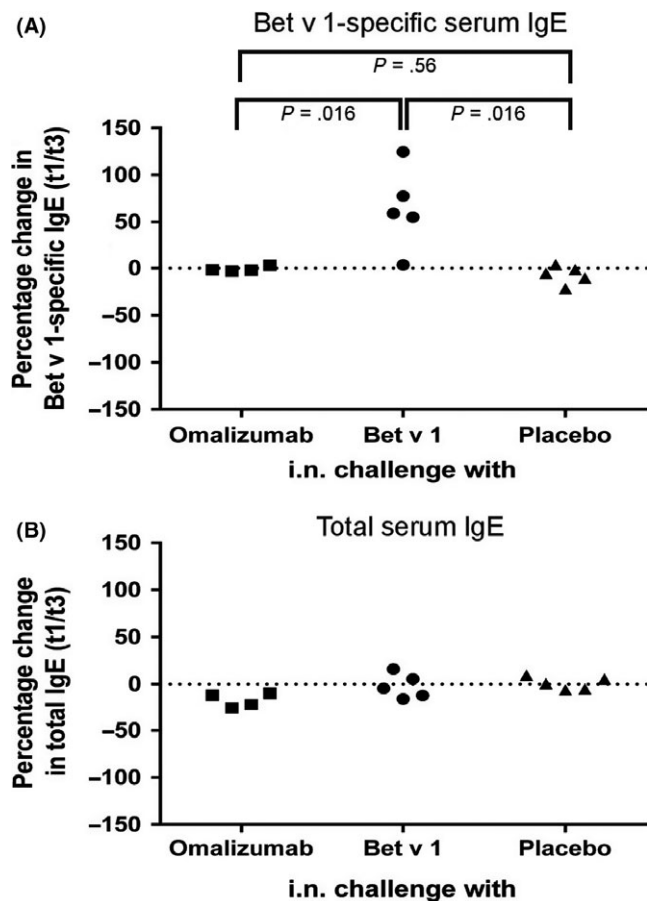 (A)
Bet v 1-specific serum IgE
P = .56
P = .016
P = .016
Percentage change in
Bet v 1-specific IgE (t1/t3)
150
100
50
0
–50
–100
–150
Omalizumab
Bet v 1
Placebo
i.n. challenge with
(B)
Total serum IgE
Percentage change
in total IgE (t1/t3)
150
100
50
0
–50
–100
–150
Omalizumab
Bet v 1
Placebo
i.n. challenge with